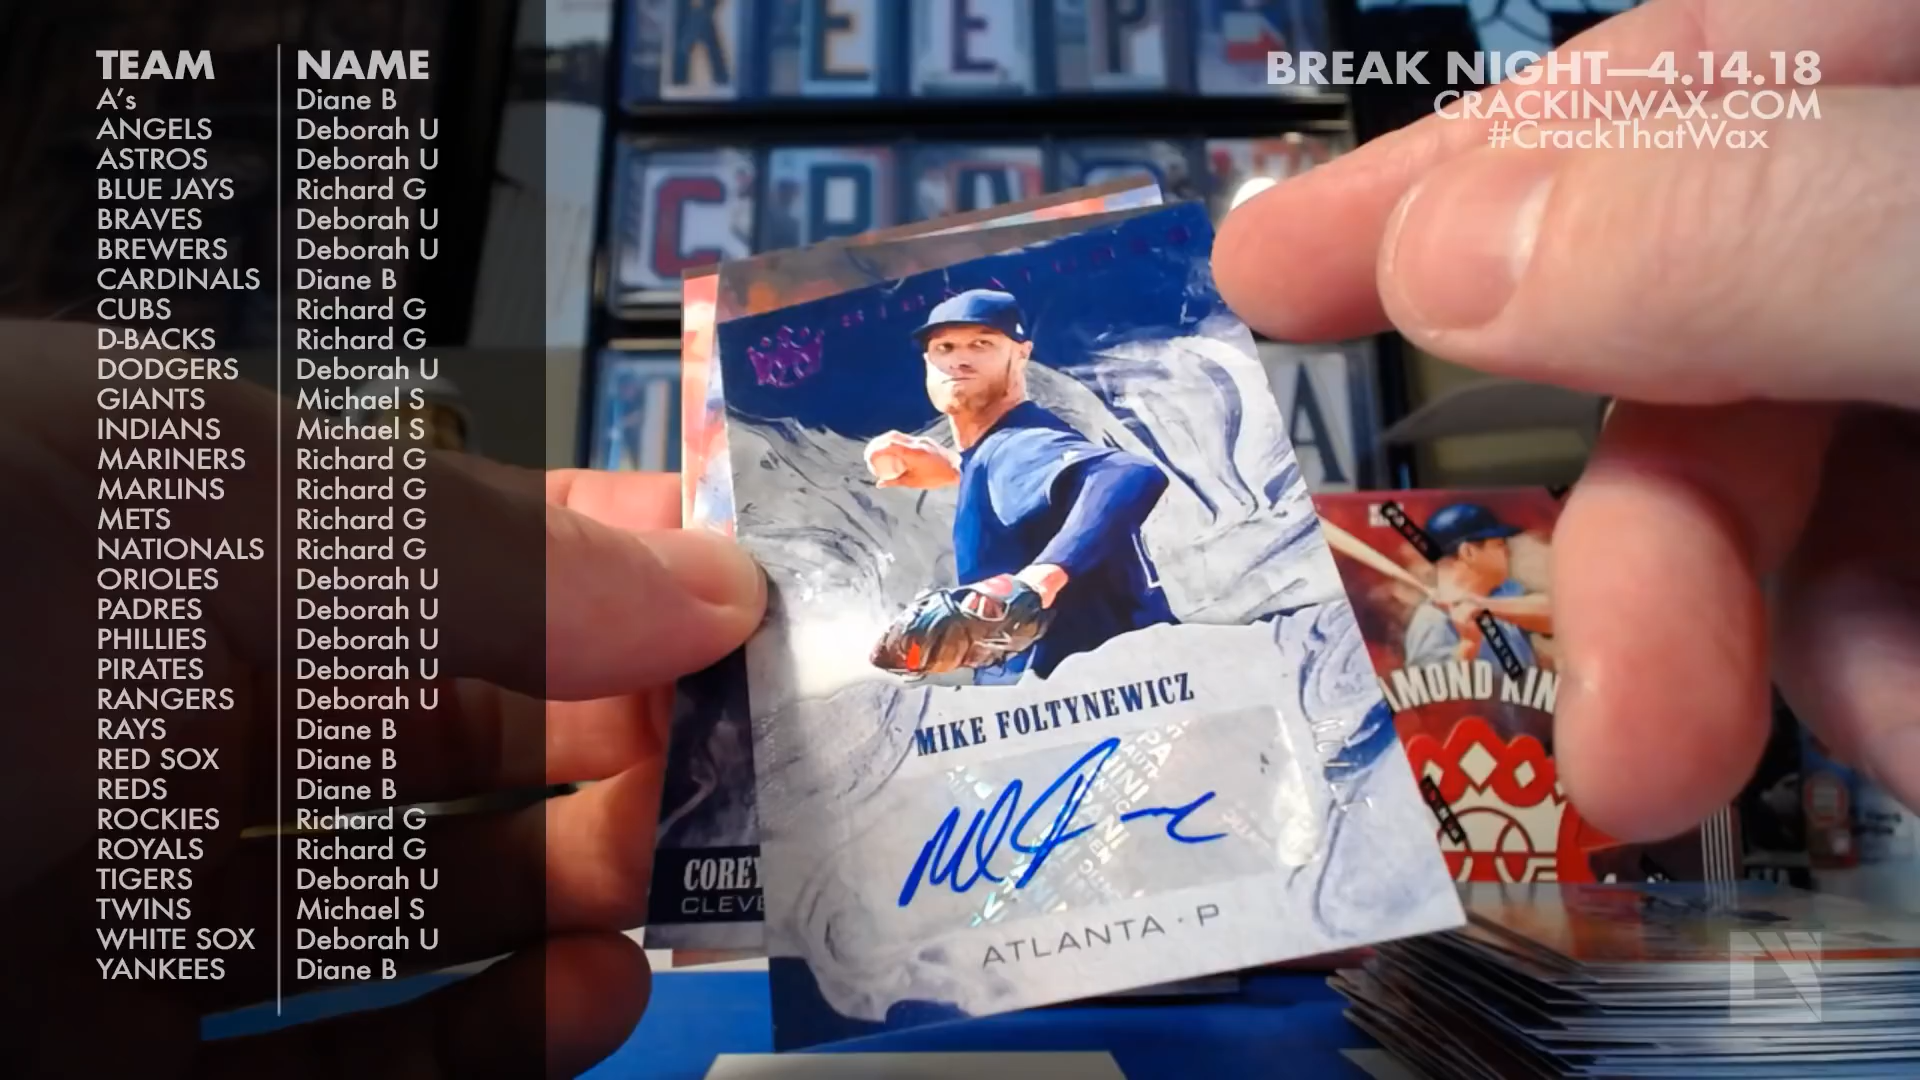 TEAM NAME
A's Diane B
ANGELS Deborah U
ASTROS Deborah U
BLUE JAYS Richard G
BRAVES Deborah U
BREWERS Deborah U
CARDINALS Diane B
CUBS Richard G
D-BACKS Richard G
DODGERS Deborah U
GIANTS Michael S
INDIANS Michael S
MARINERS Richard G
MARLINS Richard G
METS Richard G
NATIONALS Richard G
ORIOLES Deborah U
PADRES Deborah U
PHILLIES Deborah U
PIRATES Deborah U
RANGERS Deborah U
RAYS Diane B
RED SOX Diane B
REDS Diane B
ROCKIES Richard G
ROYALS Richard G
TIGERS Deborah U
TWINS Michael S
WHITE SOX Deborah U
YANKEES Diane B
BREAK NIGHT—4.14.18
CRACKINWAX.COM
#CrackThatWax
KEEP
C
A
MIKE FOLTYNEWICZ
ATLANTA · P
COREY
CLEVE
AMOND KIN